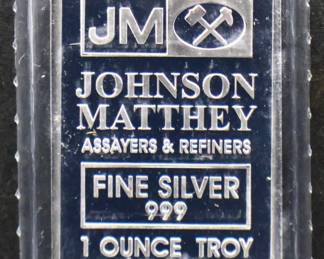 JM
JOHNSON
MATTHEY
ASSAYERS & REFINERS
FINE SILVER
999
1 OUNCE TROY